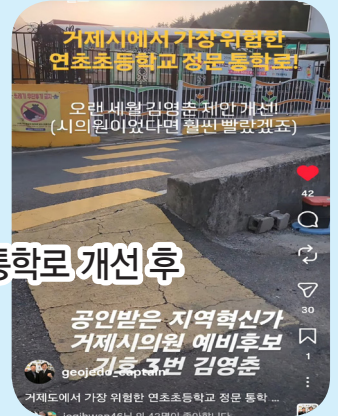 거제시에서 가장 위험한
연초초등학교 정문 통학로!
오랜 세월 김영춘 제안 개선!
(시의원이었다면 훨씬 빨랐겠죠)
42
통학로 개선 후
30
공인받은 지역혁신가
거제시의원 예비후보
기호 3번 김영춘
1
geojedo_captain
거제도에서 가장 위험한 연초초등학교 정문 통학 ...